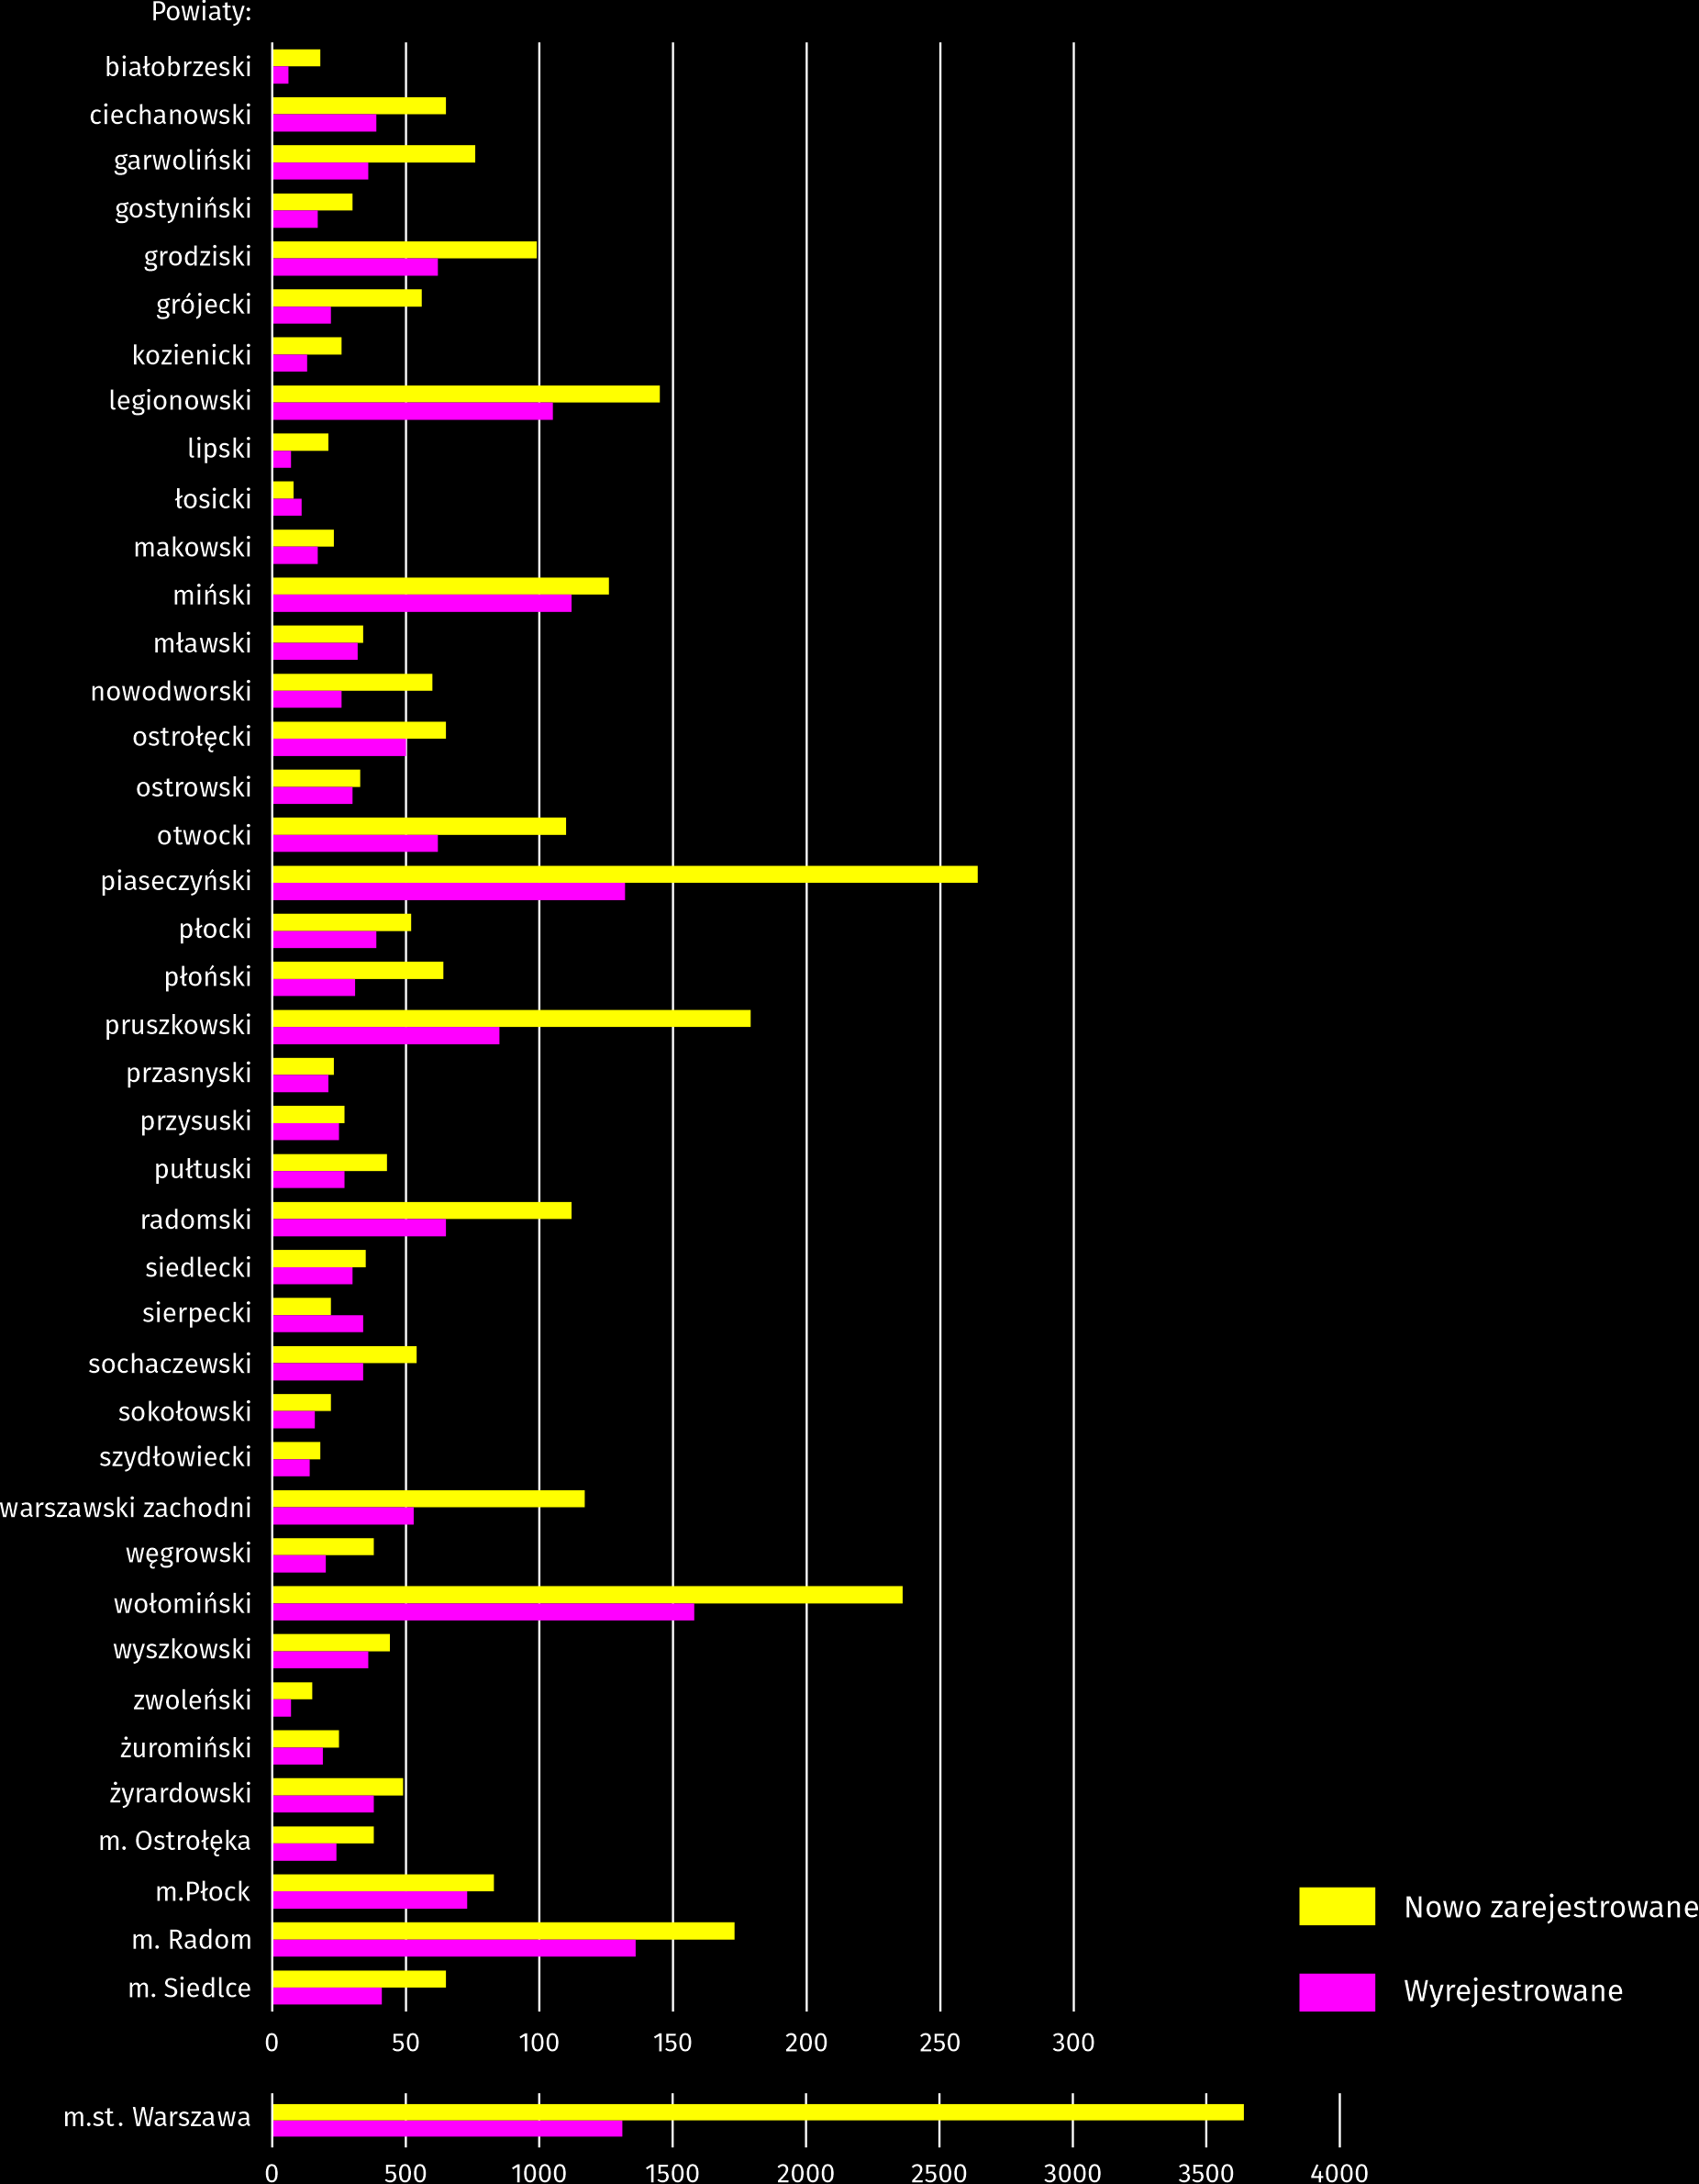 Powiaty:
białobrzeski
ciechanowski
garwoliński
gostyniński
grodziski
grójecki
kozienicki
legionowski
lipski
łosicki
makowski
miński
mławski
nowodworski
ostrołęcki
ostrowski
otwocki
piaseczyński
płocki
płoński
pruszkowski
przasnyski
przysuski
pułtuski
radomski
siedlecki
sierpecki
sochaczewski
sokołowski
szydłowiecki
warszawski zachodni
węgrowski
wołomiński
wyszkowski
zwoleński
żuromiński
żyrardowski
m. Ostrołęka
m.Płock
m. Radom
m. Siedlce
Nowo zarejestrowane
Wyrejestrowane
0 50 100 150 200 250 300
m.st. Warszawa
0 500 1000 1500 2000 2500 3000 3500 4000